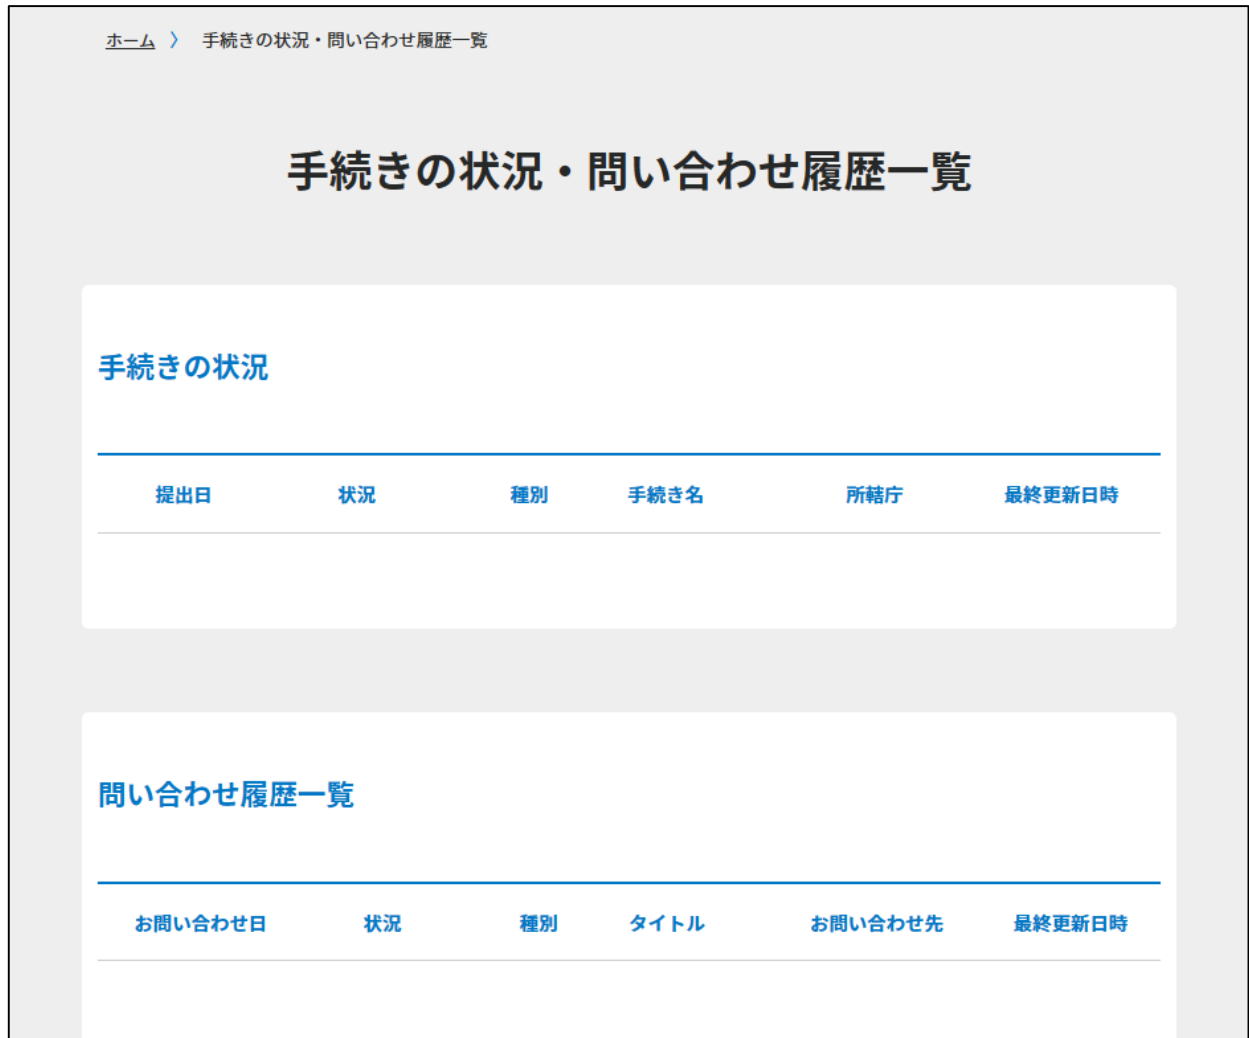 ホーム 〉 手続きの状況・問い合わせ履歴一覧
手続きの状況・問い合わせ履歴一覧
手続きの状況
提出日 状況 種別 手続き名 所轄庁 最終更新日時
問い合わせ履歴一覧
お問い合わせ日 状況 種別 タイトル お問い合わせ先 最終更新日時